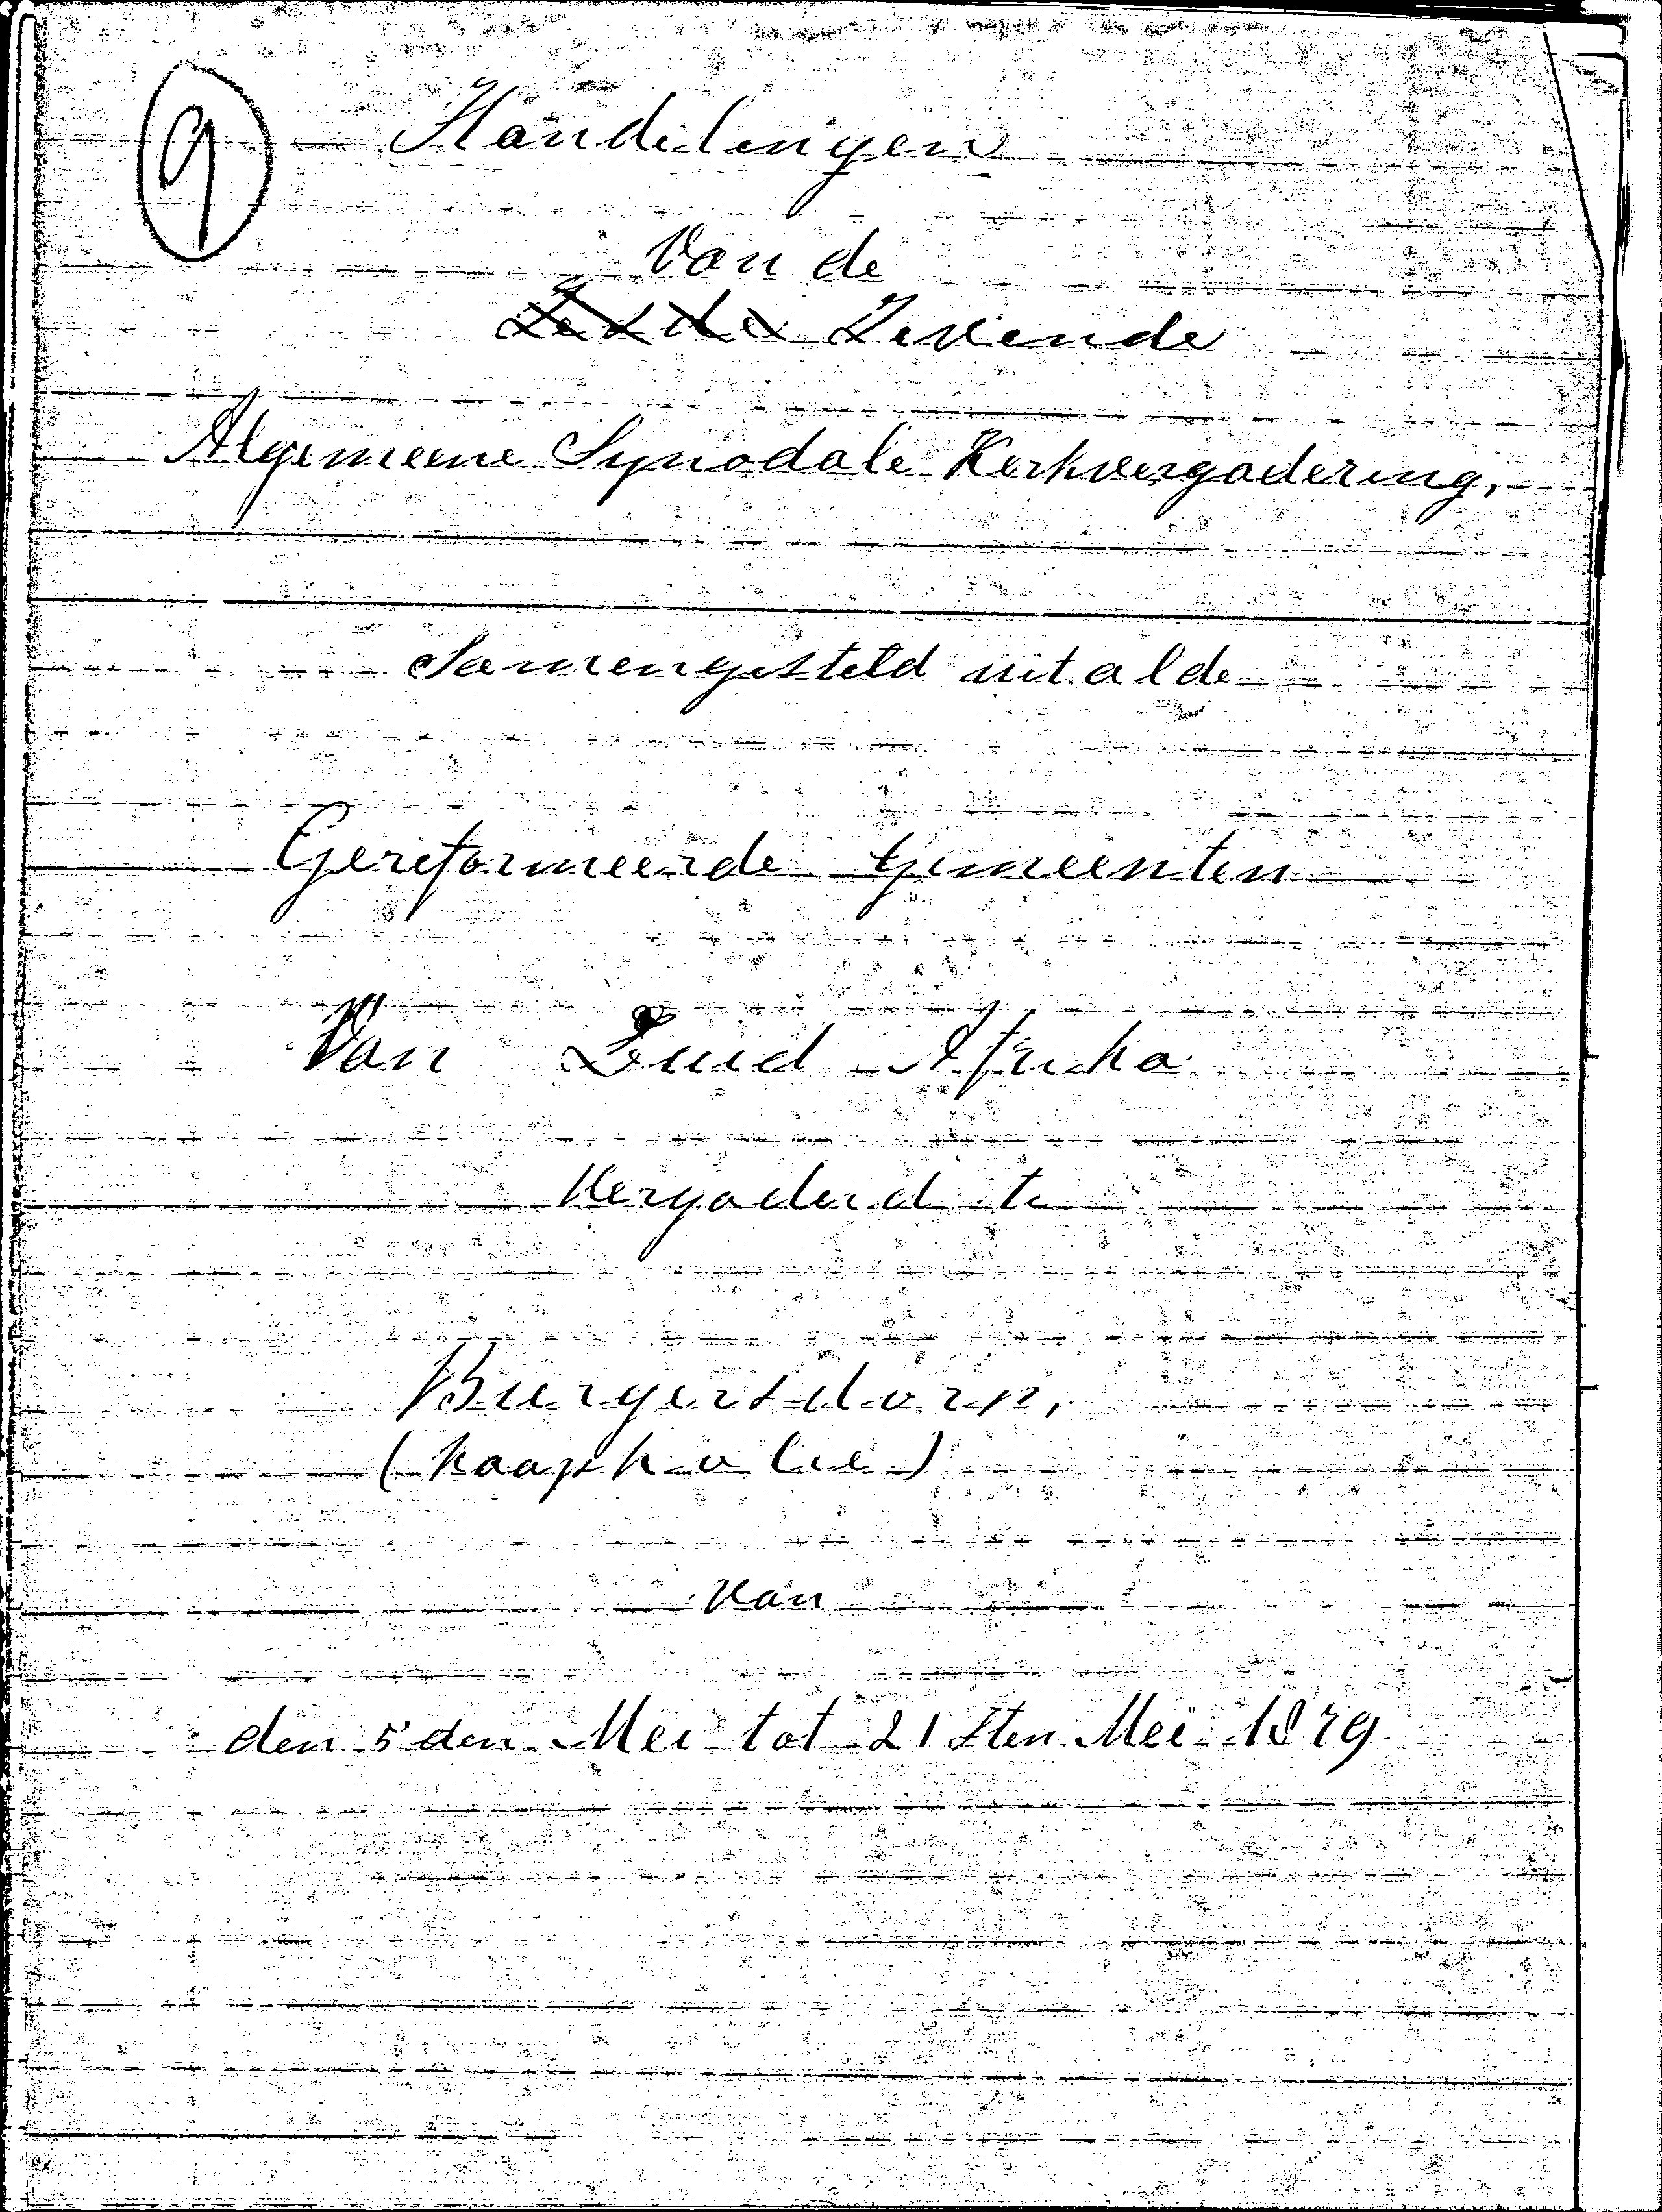 9
Handelingen
Van de
Zesde Zevende
Algemeene Synodale Kerkvergadering,
Samengesteld uit al de
Gereformeerde Gemeenten
Van Zuid Afrika
Vergaderd te
Burgersdorp,
(Kaapkolie)
Van
den 5den Mei tot 21sten Mei 1879